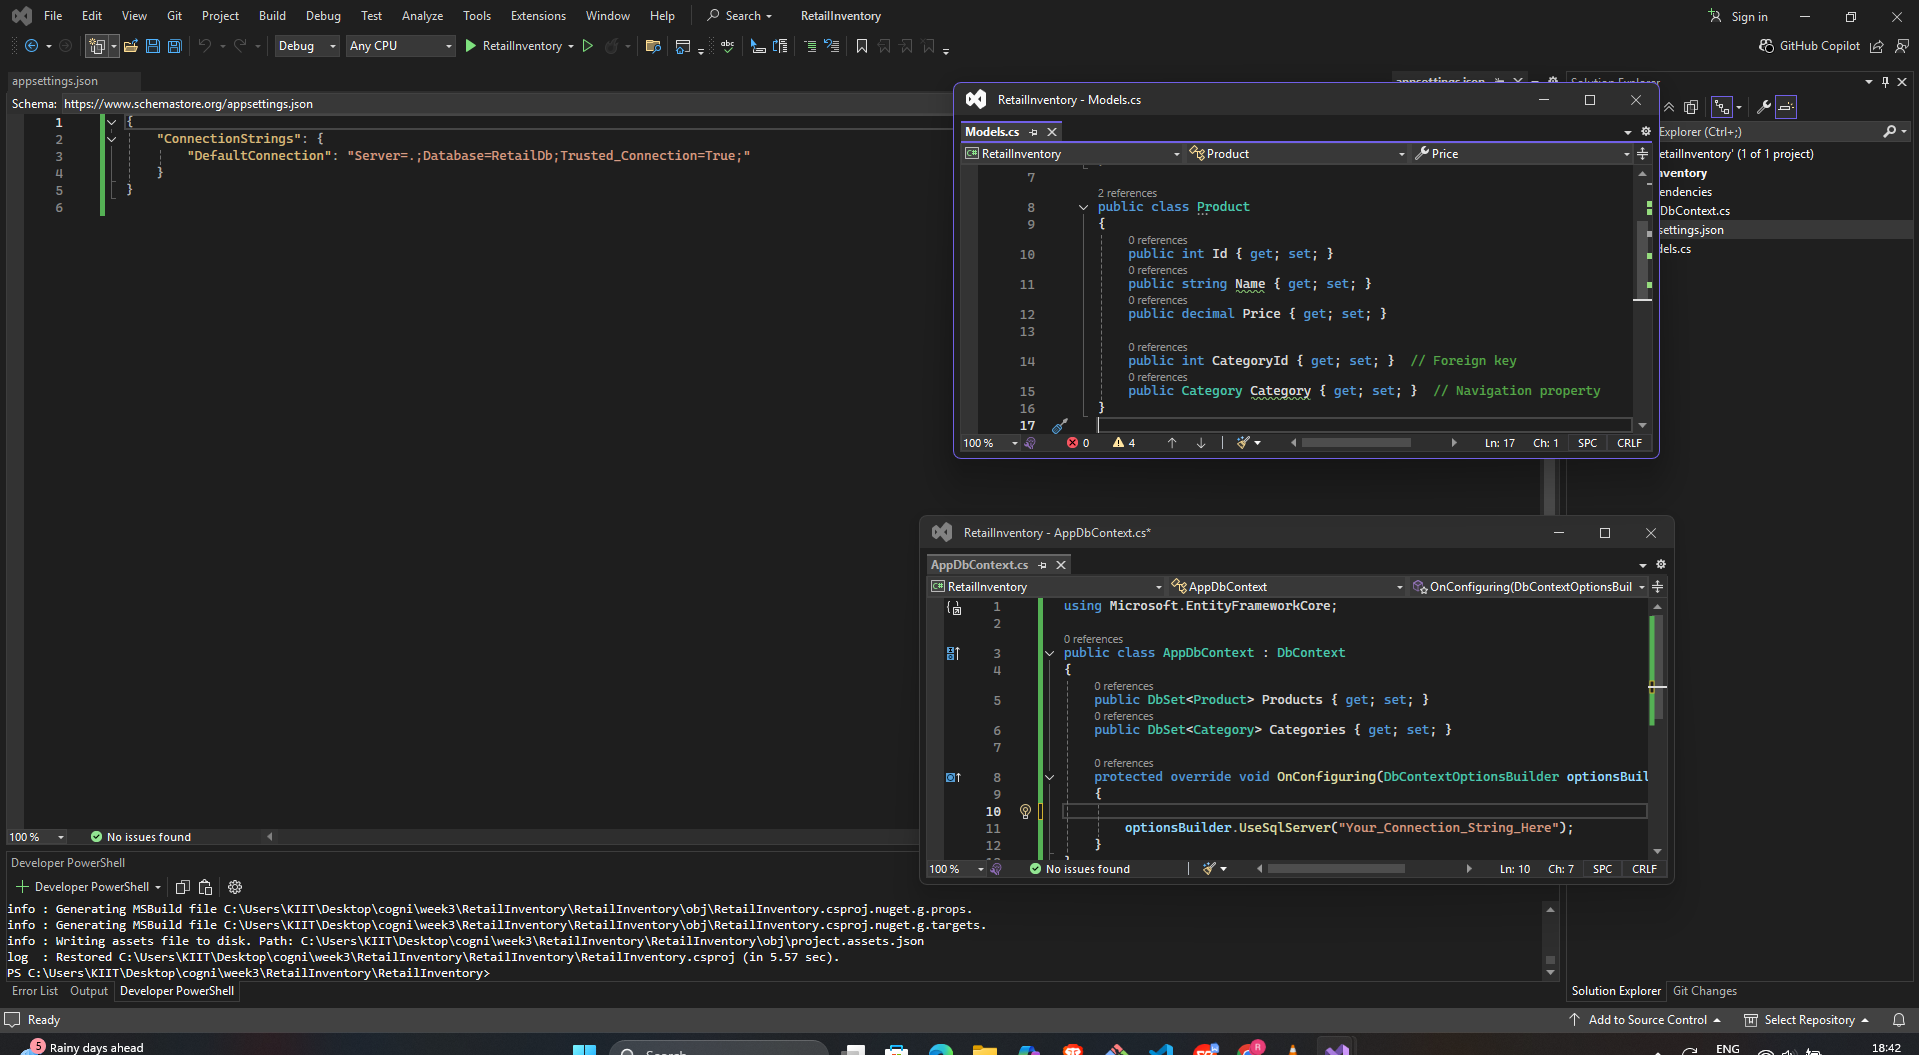 File Edit View Git Project Build Debug Test Analyze Tools Extensions Window Help Search RetailInventory Sign in
Debug Any CPU RetailInventory GitHub Copilot
appsettings.json
Schema: https://www.schemastore.org/appsettings.json
1 {
2 "ConnectionStrings": {
3 "DefaultConnection": "Server=.;Database=RetailDb;Trusted_Connection=True;"
4 }
5 }
6
100 % No issues found
appsettings.json
Solution Explorer
Explorer (Ctrl+;)
etailInventory' (1 of 1 project)
ventory
endencies
DbContext.cs
settings.json
dels.cs
RetailInventory - Models.cs
Models.cs
RetailInventory Product Price
7
2 references
8 public class Product
9 {
0 references
10 public int Id { get; set; }
0 references
11 public string Name { get; set; }
0 references
12 public decimal Price { get; set; }
13
0 references
14 public int CategoryId { get; set; } // Foreign key
0 references
15 public Category Category { get; set; } // Navigation property
16 }
17
100 % 0 4 Ln: 17 Ch: 1 SPC CRLF
RetailInventory - AppDbContext.cs*
AppDbContext.cs
RetailInventory AppDbContext OnConfiguring(DbContextOptionsBuil
1 using Microsoft.EntityFrameworkCore;
2
0 references
3 public class AppDbContext : DbContext
4 {
0 references
5 public DbSet<Product> Products { get; set; }
0 references
6 public DbSet<Category> Categories { get; set; }
7
0 references
8 protected override void OnConfiguring(DbContextOptionsBuilder optionsBuil
9 {
10
11 optionsBuilder.UseSqlServer("Your_Connection_String_Here");
12 }
100 % No issues found Ln: 10 Ch: 7 SPC CRLF
Developer PowerShell
Developer PowerShell
info : Generating MSBuild file C:\Users\KIIT\Desktop\cogni\week3\RetailInventory\RetailInventory\obj\RetailInventory.csproj.nuget.g.props.
info : Generating MSBuild file C:\Users\KIIT\Desktop\cogni\week3\RetailInventory\RetailInventory\obj\RetailInventory.csproj.nuget.g.targets.
info : Writing assets file to disk. Path: C:\Users\KIIT\Desktop\cogni\week3\RetailInventory\RetailInventory\obj\project.assets.json
log : Restored C:\Users\KIIT\Desktop\cogni\week3\RetailInventory\RetailInventory\RetailInventory.csproj (in 5.57 sec).
PS C:\Users\KIIT\Desktop\cogni\week3\RetailInventory\RetailInventory>
Error List Output Developer PowerShell
Solution Explorer Git Changes
Ready Add to Source Control Select Repository
5 Rainy days ahead Search ENG 18:42